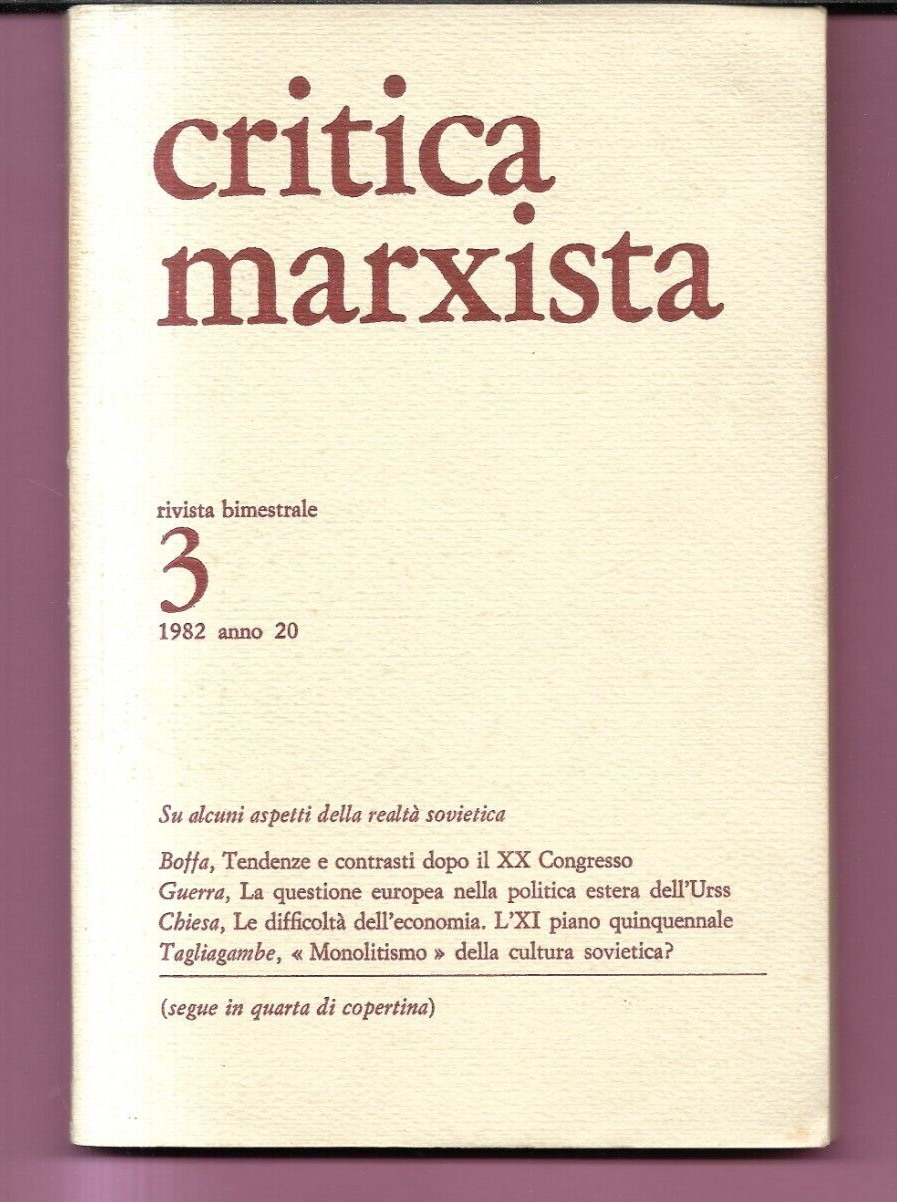 critica
marxista
rivista bimestrale
3
1982 anno 20
Su alcuni aspetti della realtà sovietica
Boffa, Tendenze e contrasti dopo il XX Congresso
Guerra, La questione europea nella politica estera dell'Urss
Chiesa, Le difficoltà dell'economia. L'XI piano quinquennale
Tagliagambe, « Monolitismo » della cultura sovietica?
(segue in quarta di copertina)